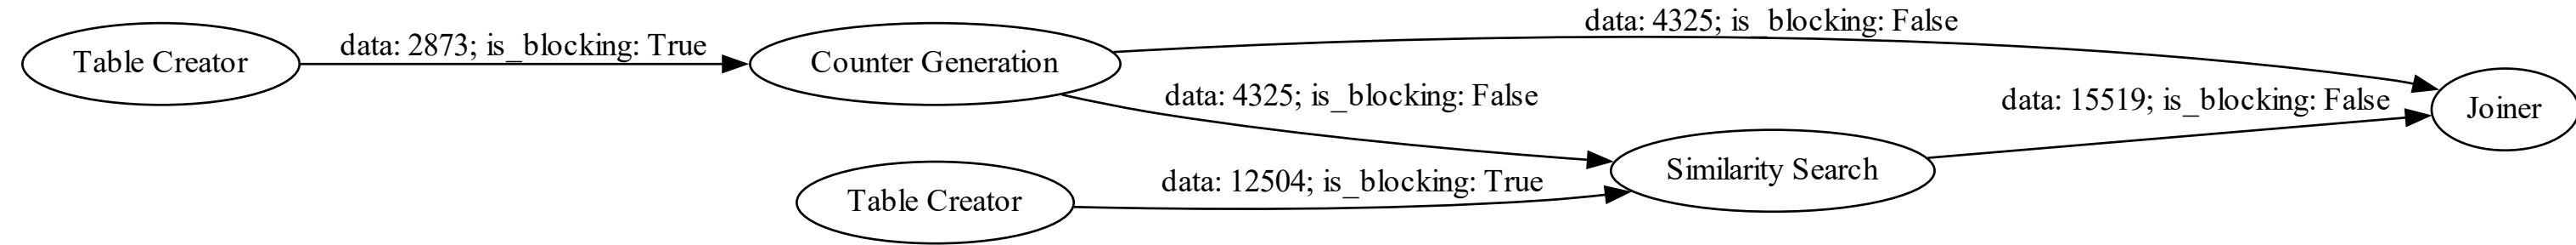 data: 4325; is_blocking: False
Table Creator
data: 2873; is_blocking: True
Counter Generation
data: 4325; is_blocking: False
data: 15519; is_blocking: False
Joiner
Similarity Search
data: 12504; is_blocking: True
Table Creator